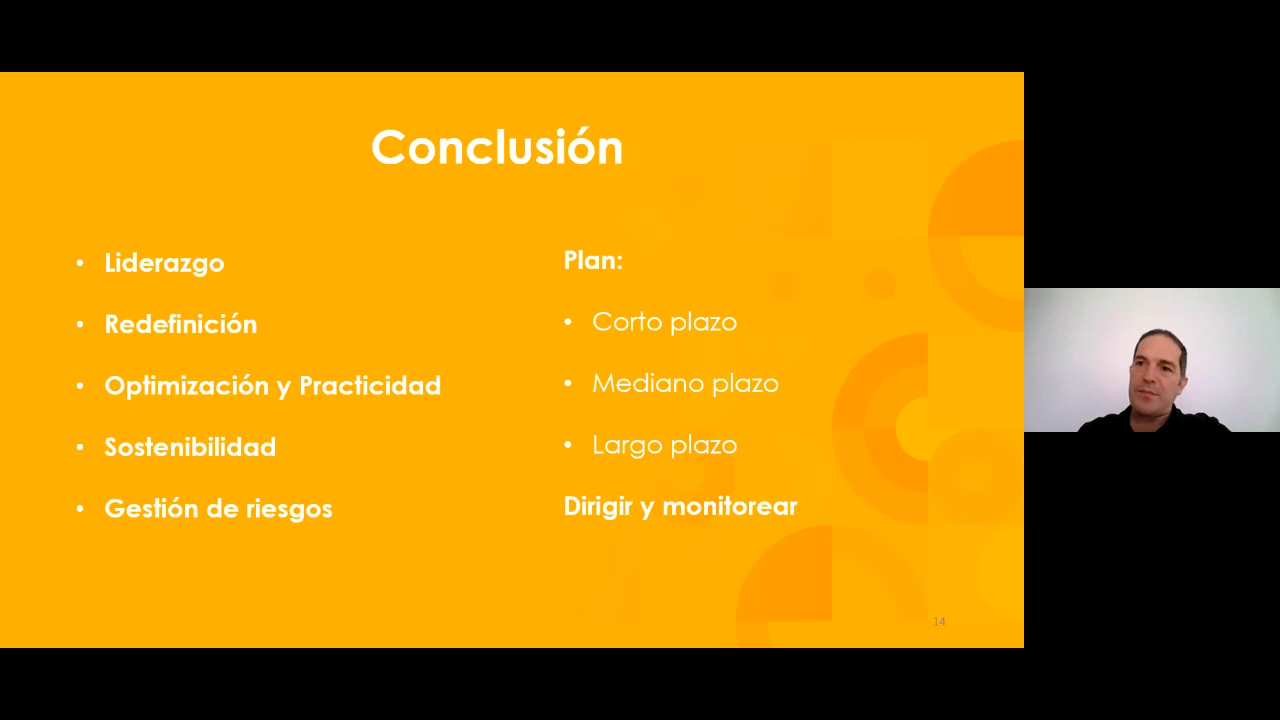 Conclusión
• Liderazgo
• Redefinición
• Optimización y Practicidad
• Sostenibilidad
• Gestión de riesgos
Plan:
• Corto plazo
• Mediano plazo
• Largo plazo
Dirigir y monitorear
14